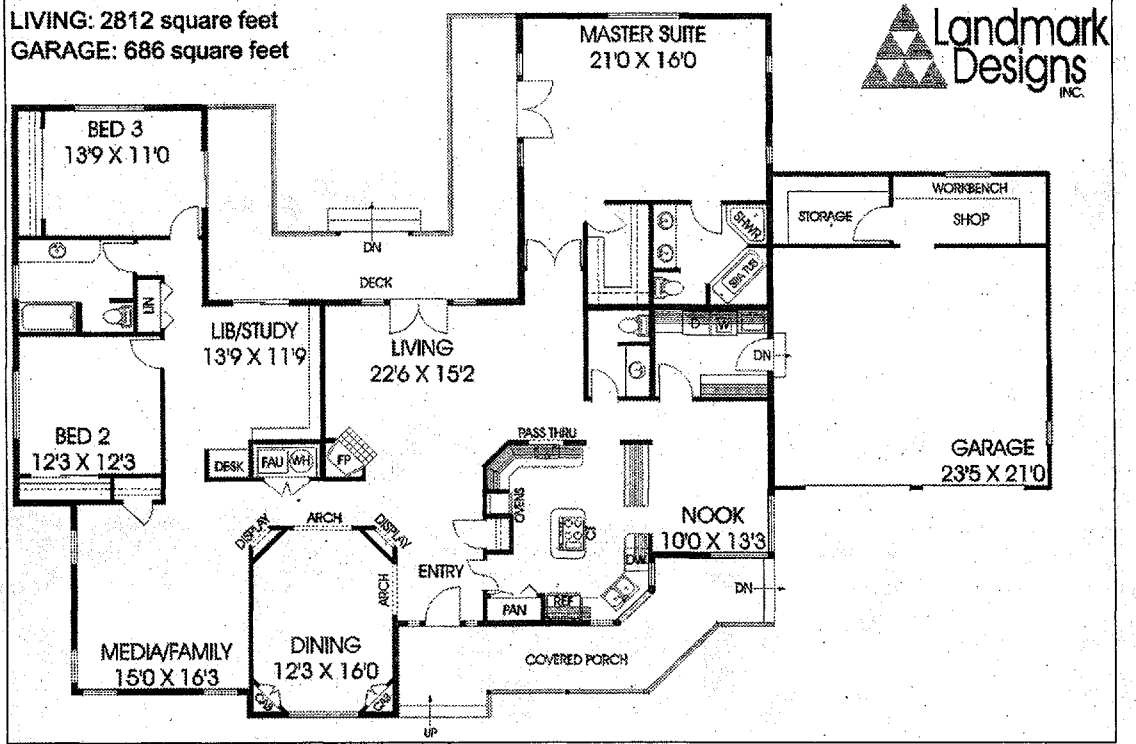 LIVING: 2812 square feet
GARAGE: 686 square feet
Landmark
Designs
INC.
MASTER SUITE
21'0 X 16'0
BED 3
13'9 X 11'0
WORKBENCH
STORAGE
SHOP
SHWR
DN
DECK
SPA TUB
LIN
LIB/STUDY
13'9 X 11'9
LIVING
22'6 X 15'2
D
W
DN
BED 2
12'3 X 12'3
DESK
FAU
WH
FP
PASS THRU
GARAGE
23'5 X 21'0
OVENS
DISPLAY
ARCH
DISPLAY
NOOK
10'0 X 13'3
ENTRY
ARCH
DW
DN
PAN
REF
MEDIA/FAMILY
15'0 X 16'3
DINING
12'3 X 16'0
COVERED PORCH
CAB
CAB
UP